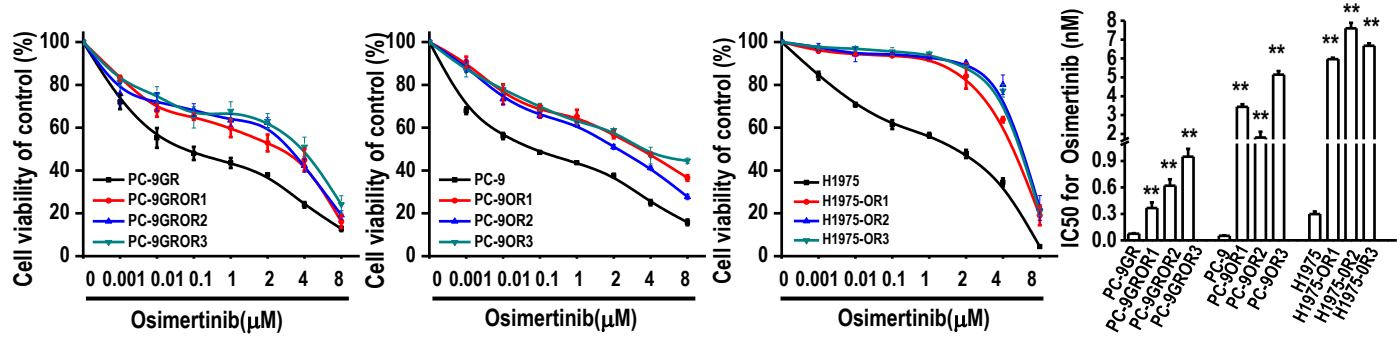 Cell viability of control (%)
100
80
60
40
20
0
PC-9GR
PC-9GROR1
PC-9GROR2
PC-9GROR3
0 0.001 0.01 0.1 1 2 4 8
Osimertinib(μM)
Cell viability of control (%)
100
80
60
40
20
0
PC-9
PC-9OR1
PC-9OR2
PC-9OR3
0 0.001 0.01 0.1 1 2 4 8
Osimertinib(μM)
Cell viability of control (%)
100
80
60
40
20
0
H1975
H1975-OR1
H1975-OR2
H1975-OR3
0 0.001 0.01 0.1 1 2 4 8
Osimertinib(μM)
IC50 for Osimertinib (nM)
8
7
6
5
4
3
2
0.9
0.6
0.3
0.0
** ** ** ** ** ** ** ** **
PC-9GR
PC-9GROR1
PC-9GROR2
PC-9GROR3
PC-9
PC-9OR1
PC-9OR2
PC-9OR3
H1975
H1975-OR1
H1975-0R2
H1975-0R3